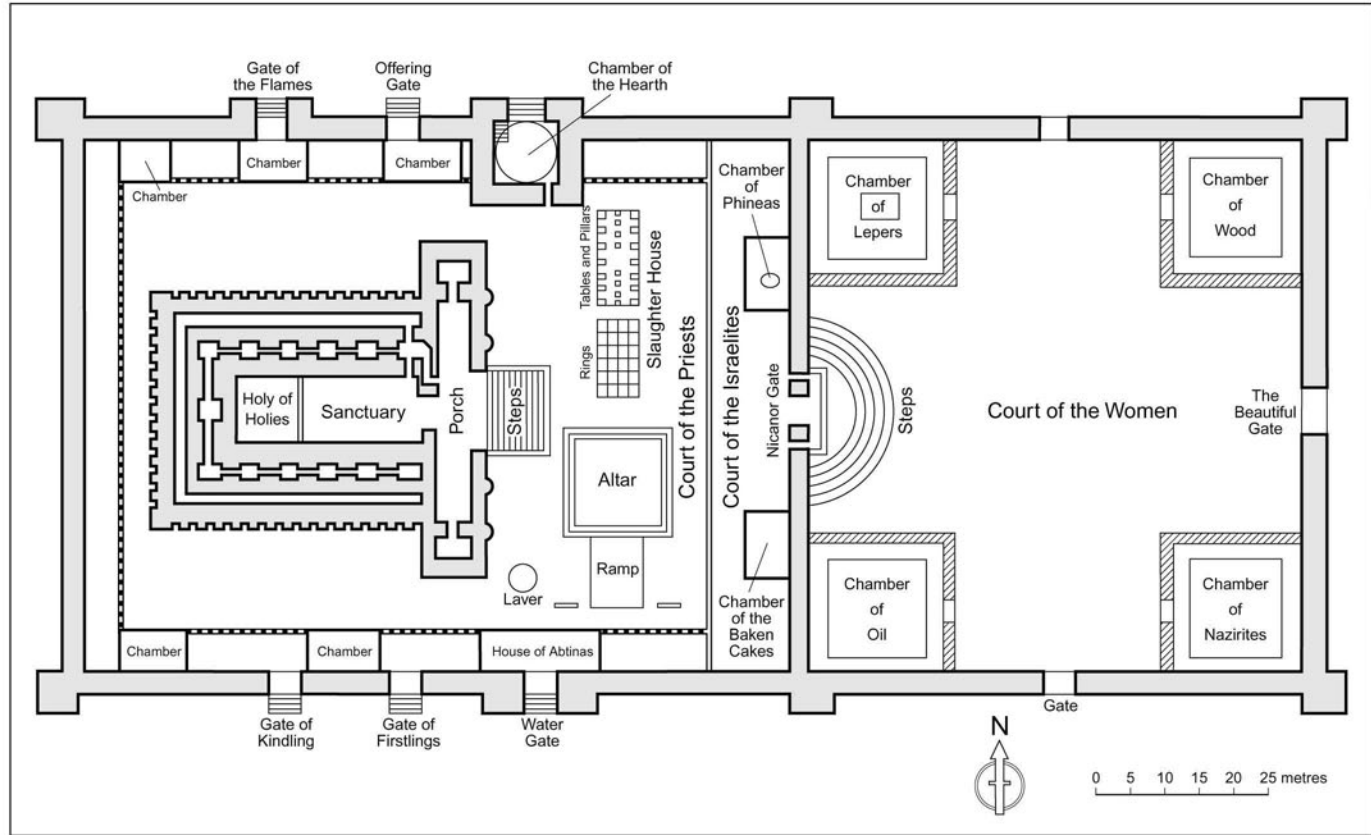 Gate of
the Flames
Offering
Gate
Chamber of
the Hearth
Chamber
Chamber
Chamber
Chamber
of
Phineas
Chamber
of
Lepers
Chamber
of
Wood
Tables and Pillars
Slaughter House
Rings
Court of the Priests
Court of the Israelites
Nicanor Gate
Steps
Court of the Women
The
Beautiful
Gate
Holy of
Holies
Sanctuary
Porch
Steps
Altar
Ramp
Laver
Chamber
of the
Baken
Cakes
Chamber
of
Oil
Chamber
of
Nazirites
Chamber
Chamber
House of Abtinas
Gate of
Kindling
Gate of
Firstlings
Water
Gate
Gate
N
0 5 10 15 20 25 metres